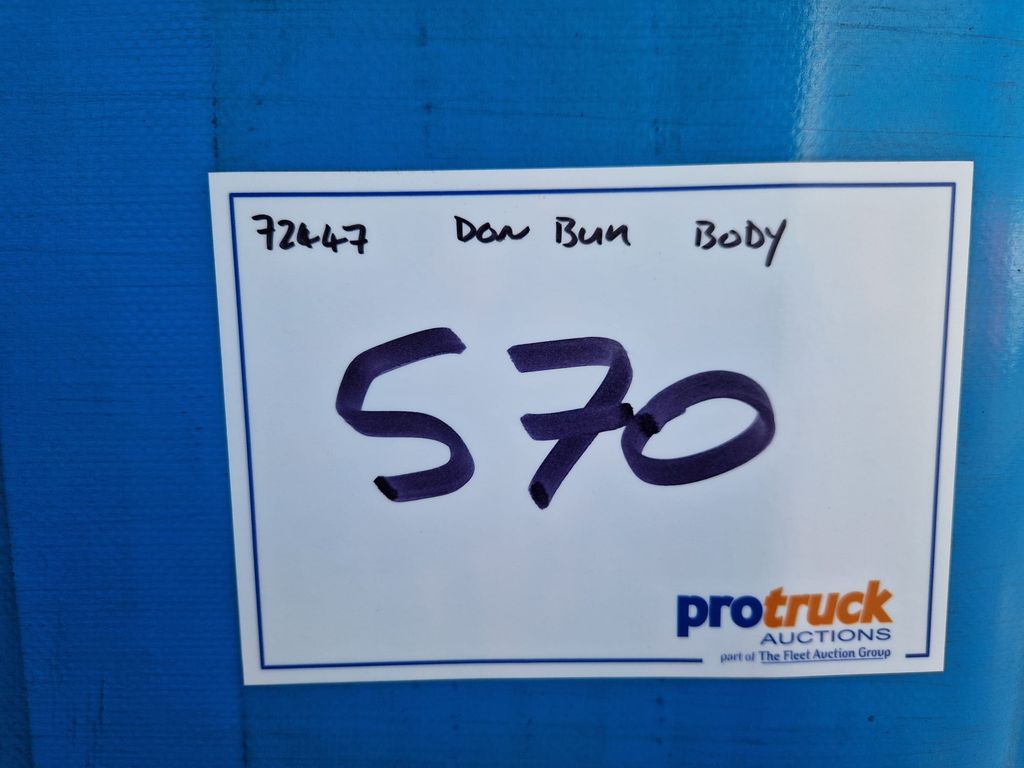 72447 Don Bur Body
570
protruck
AUCTIONS
part of The Fleet Auction Group